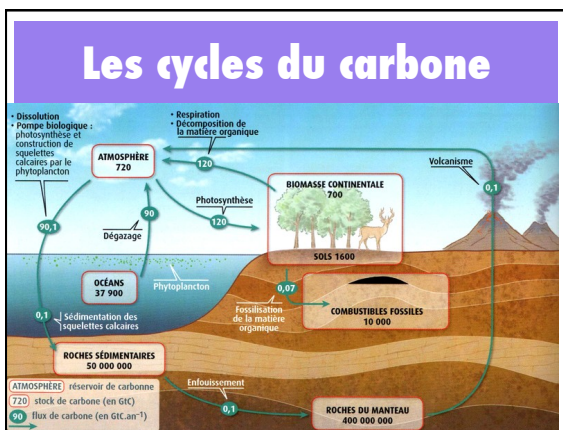 Les cycles du carbone
• Dissolution
• Pompe biologique :
photosynthèse et
construction de
squelettes
calcaires par le
phytoplancton
• Respiration
• Décomposition de
la matière organique
ATMOSPHÈRE
720
120
Volcanisme
0,1
BIOMASSE CONTINENTALE
700
Photosynthèse
120
90,1
90
Dégazage
SOLS 1600
OCÉANS
37 900
Phytoplancton
0,07
Fossilisation
de la matière
organique
COMBUSTIBLES FOSSILES
10 000
0,1
Sédimentation des
squelettes calcaires
ROCHES SÉDIMENTAIRES
50 000 000
Enfouissement
0,1
ROCHES DU MANTEAU
400 000 000
ATMOSPHÈRE réservoir de carbonne
720 stock de carbone (en GtC)
90 flux de carbone (en GtC.an⁻¹)